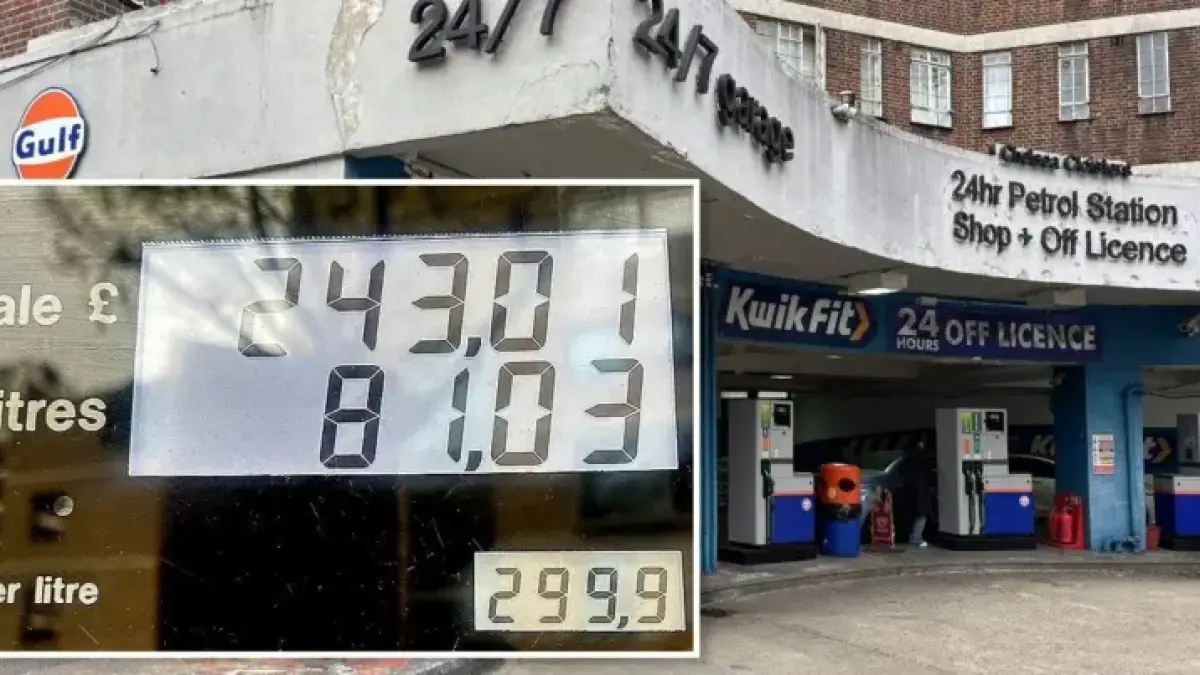 24/7
24/7
Garage
Gulf
Chelsea Cloisters
24hr Petrol Station
Shop + Off Licence
KwikFit
24
HOURS
OFF LICENCE
ale £
243,01
itres
81,03
er litre
299,9